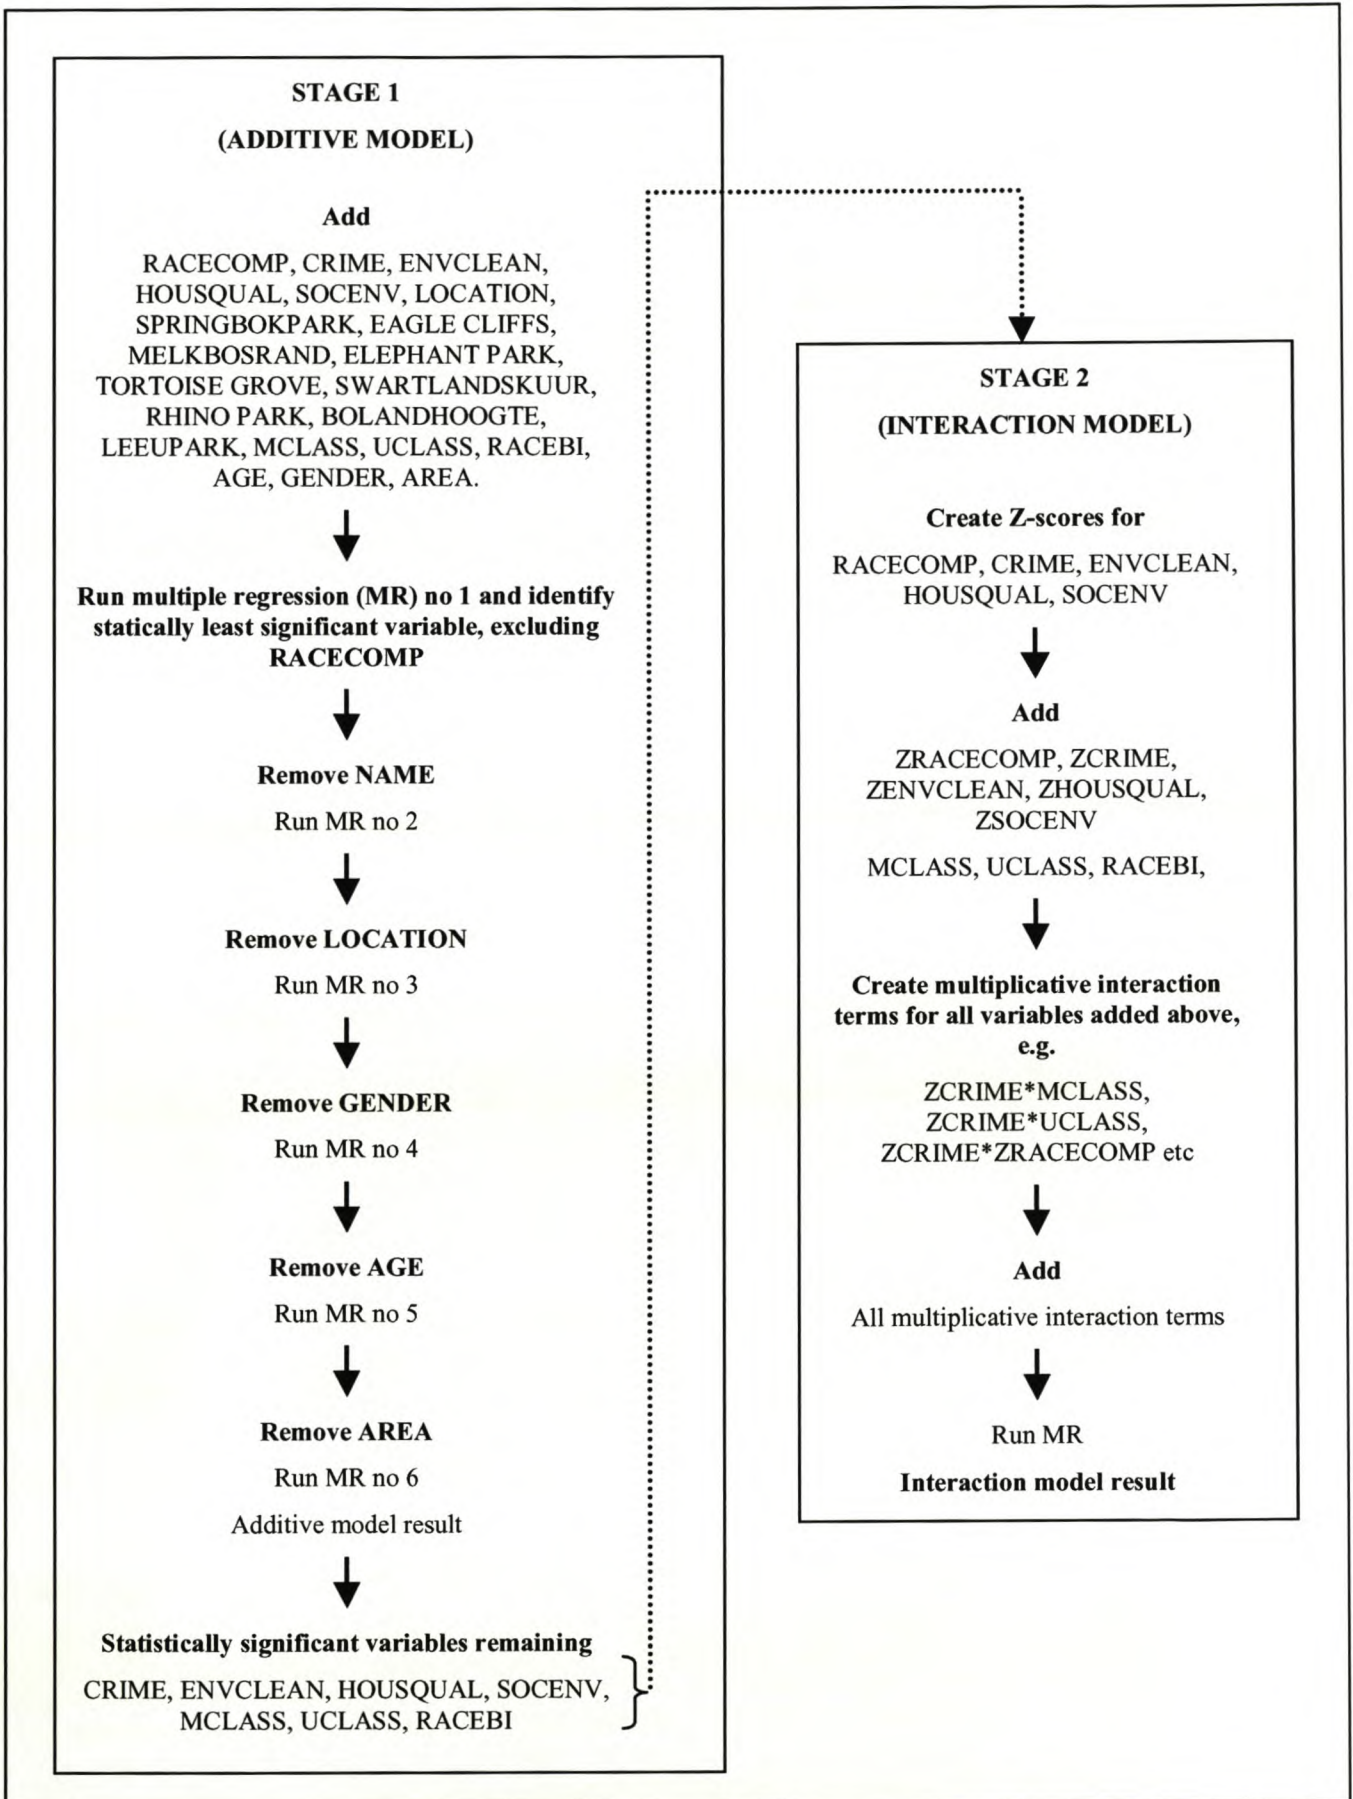 STAGE 1
(ADDITIVE MODEL)
Add
RACECOMP, CRIME, ENVCLEAN,
HOUSQUAL, SOCENV, LOCATION,
SPRINGBOKPARK, EAGLE CLIFFS,
MELKBOSRAND, ELEPHANT PARK,
TORTOISE GROVE, SWARTLANDSKUUR,
RHINO PARK, BOLANDHOOGTE,
LEEUPARK, MCLASS, UCLASS, RACEBI,
AGE, GENDER, AREA.
Run multiple regression (MR) no 1 and identify
statically least significant variable, excluding
RACECOMP
Remove NAME
Run MR no 2
Remove LOCATION
Run MR no 3
Remove GENDER
Run MR no 4
Remove AGE
Run MR no 5
Remove AREA
Run MR no 6
Additive model result
Statistically significant variables remaining
CRIME, ENVCLEAN, HOUSQUAL, SOCENV,
MCLASS, UCLASS, RACEBI
STAGE 2
(INTERACTION MODEL)
Create Z-scores for
RACECOMP, CRIME, ENVCLEAN,
HOUSQUAL, SOCENV
Add
ZRACECOMP, ZCRIME,
ZENVCLEAN, ZHOUSQUAL,
ZSOCENV
MCLASS, UCLASS, RACEBI,
Create multiplicative interaction
terms for all variables added above,
e.g.
ZCRIME*MCLASS,
ZCRIME*UCLASS,
ZCRIME*ZRACECOMP etc
Add
All multiplicative interaction terms
Run MR
Interaction model result